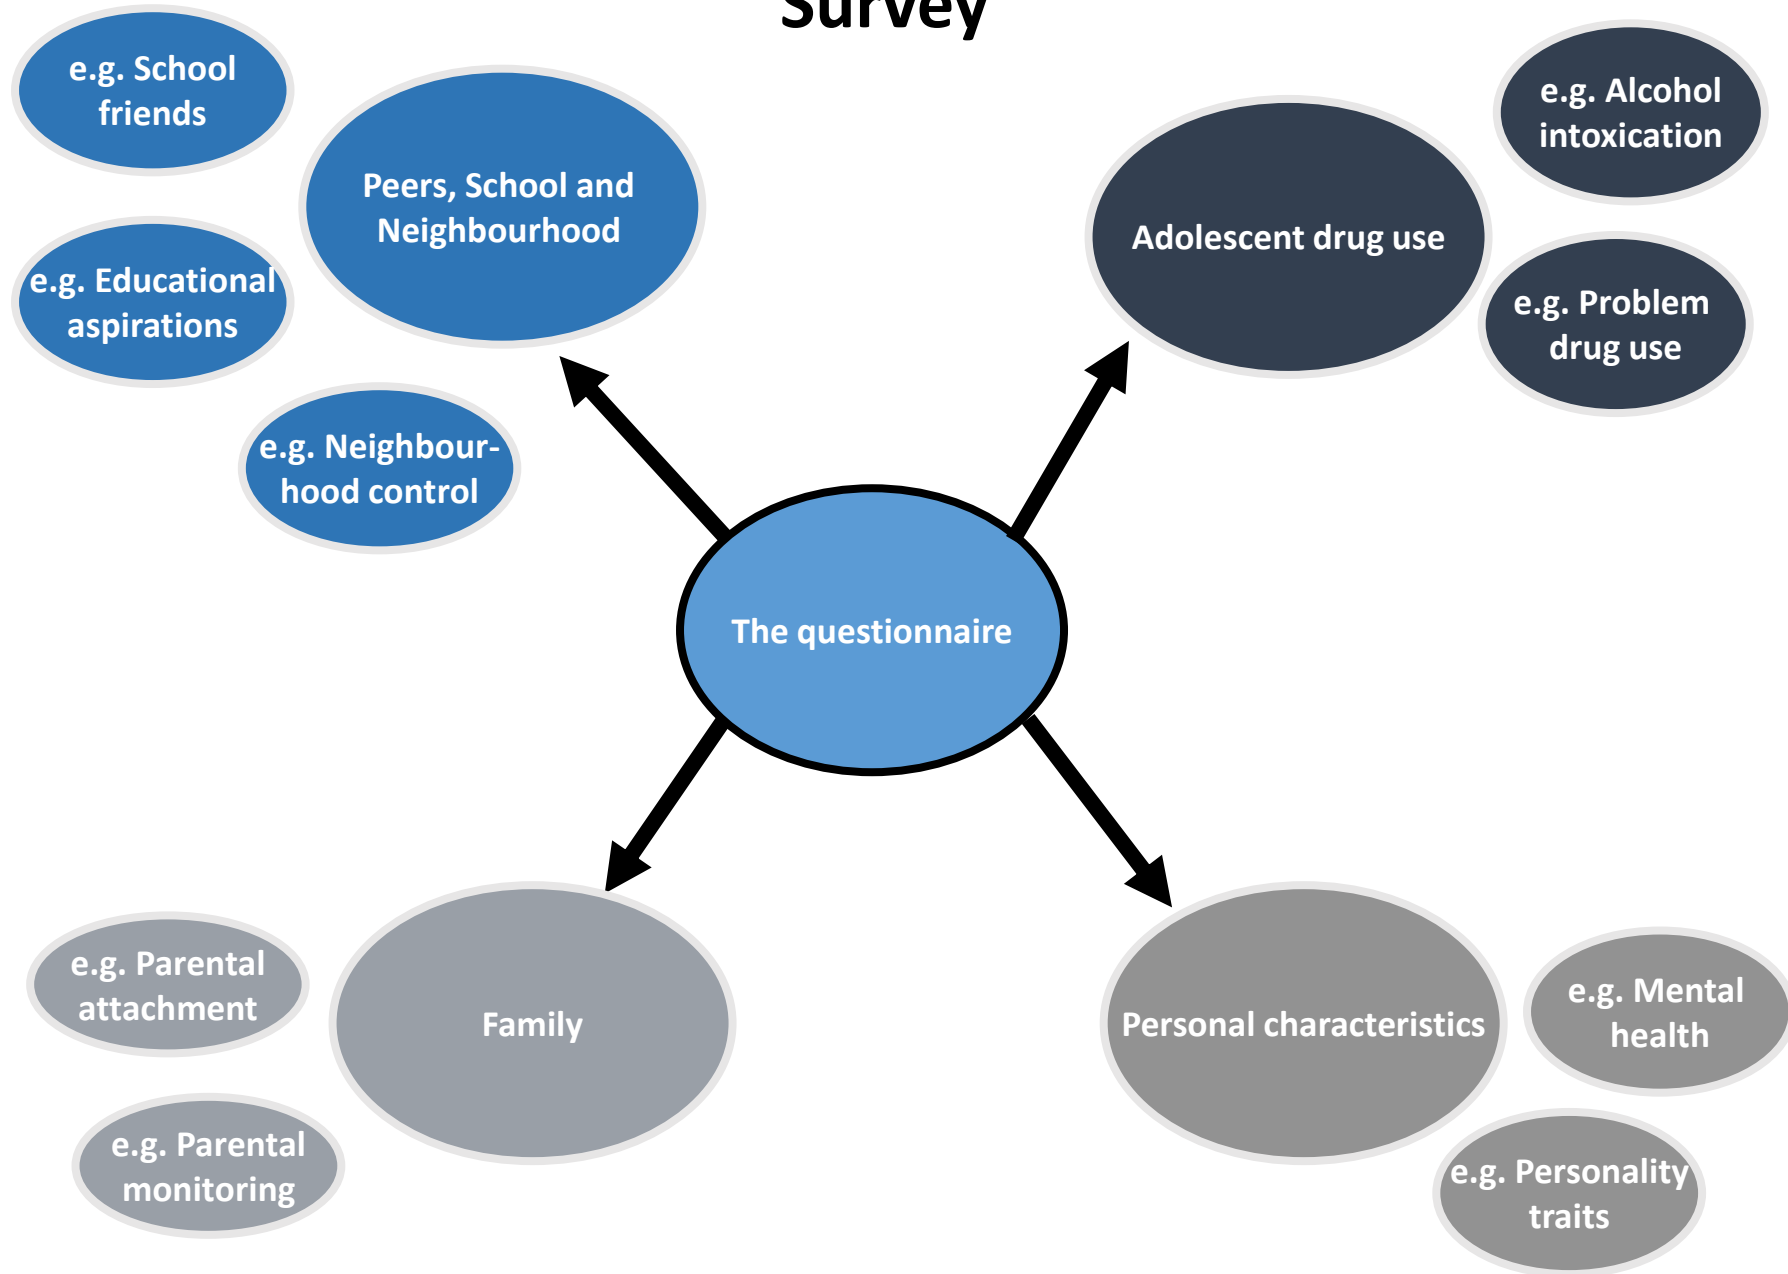 Survey
e.g. School
friends
Peers, School and
Neighbourhood
e.g. Educational
aspirations
e.g. Neighbour-
hood control
Adolescent drug use
e.g. Alcohol
intoxication
e.g. Problem
drug use
The questionnaire
e.g. Parental
attachment
Family
e.g. Parental
monitoring
Personal characteristics
e.g. Mental
health
e.g. Personality
traits